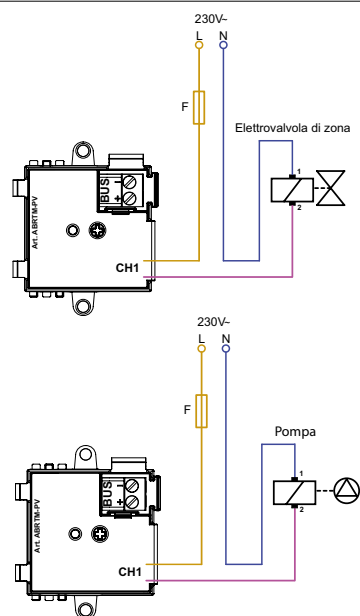 230V~
L N
F
Elettrovalvola di zona
1
2
BUS
− +
Art. ABRTM-PV
CH1
230V~
L N
F
Pompa
1
2
BUS
− +
Art. ABRTM-PV
CH1